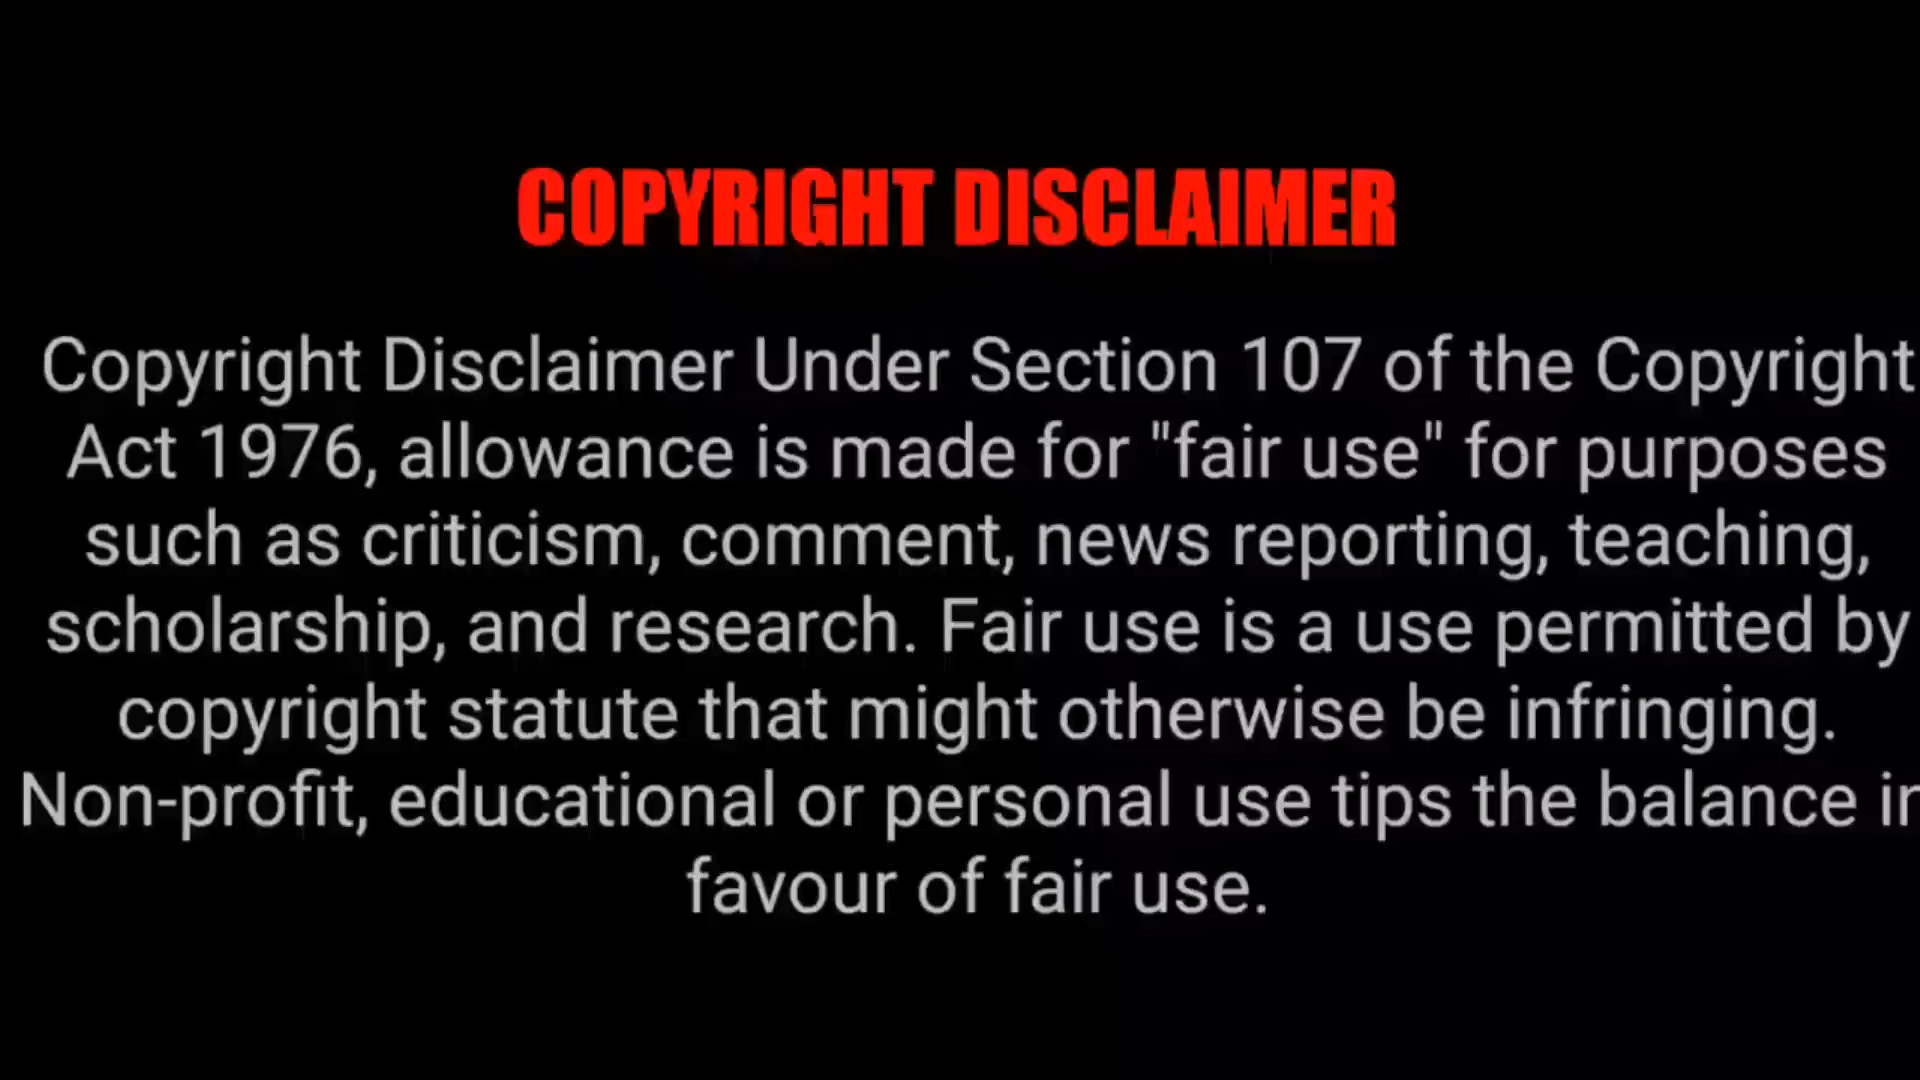 COPYRIGHT DISCLAIMER
Copyright Disclaimer Under Section 107 of the Copyright
Act 1976, allowance is made for "fair use" for purposes
such as criticism, comment, news reporting, teaching,
scholarship, and research. Fair use is a use permitted by
copyright statute that might otherwise be infringing.
Non-profit, educational or personal use tips the balance in
favour of fair use.